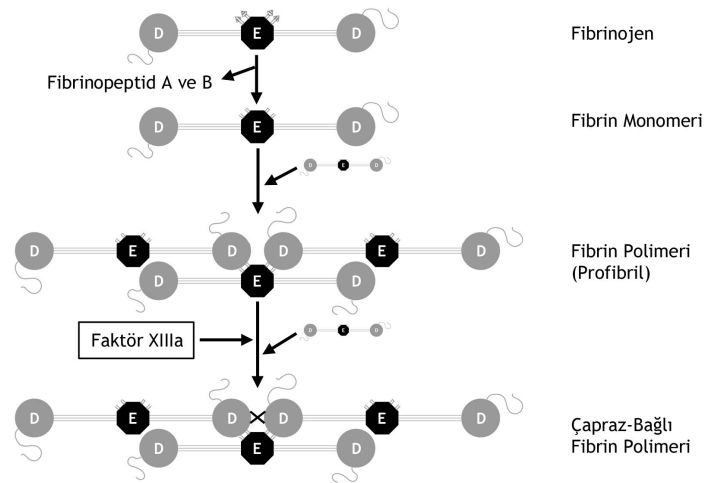 D E D Fibrinojen
Fibrinopeptid A ve B
D E D Fibrin Monomeri
D E D
D E D D E D Fibrin Polimeri
D E D (Profibril)
Faktör XIIIa
D E D
D E D D E D Çapraz-Bağlı
D E D Fibrin Polimeri